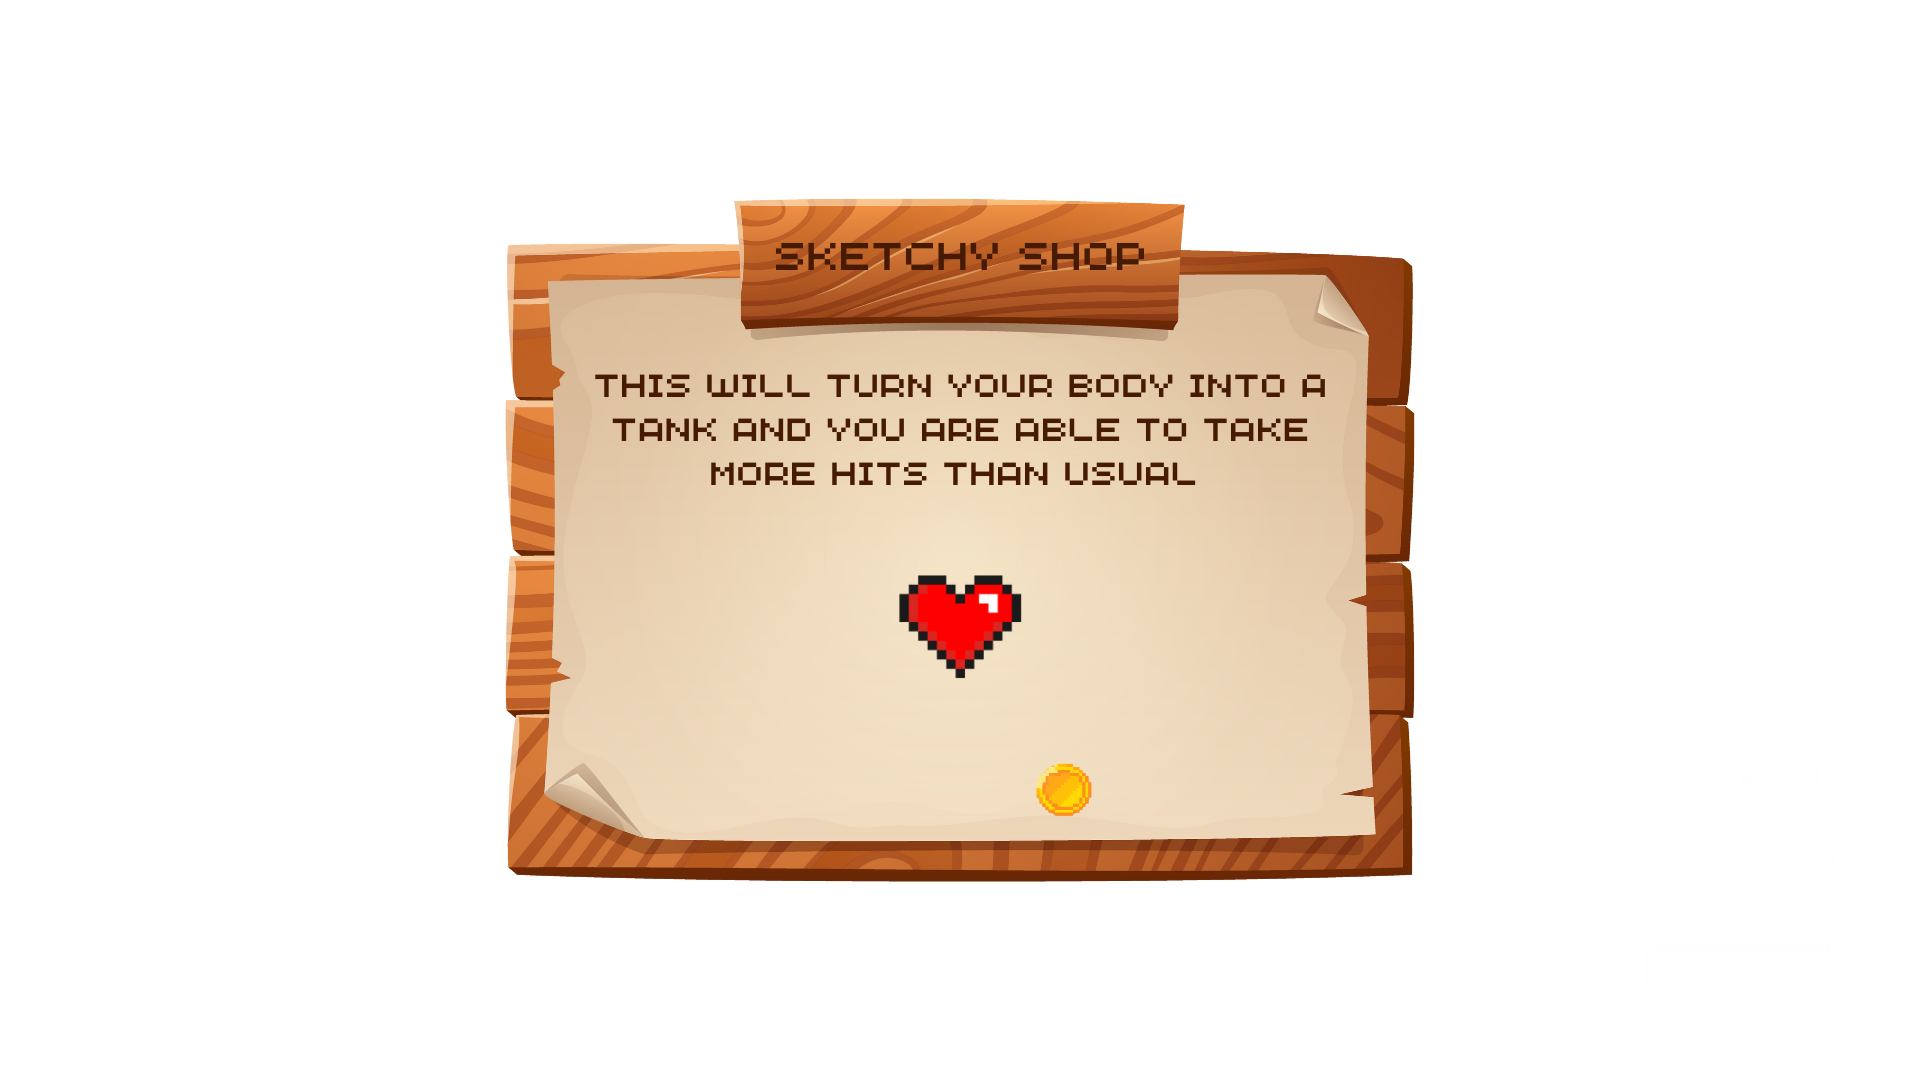 SKETCHY SHOP
THIS WILL TURN YOUR BODY INTO A
TANK AND YOU ARE ABLE TO TAKE
MORE HITS THAN USUAL